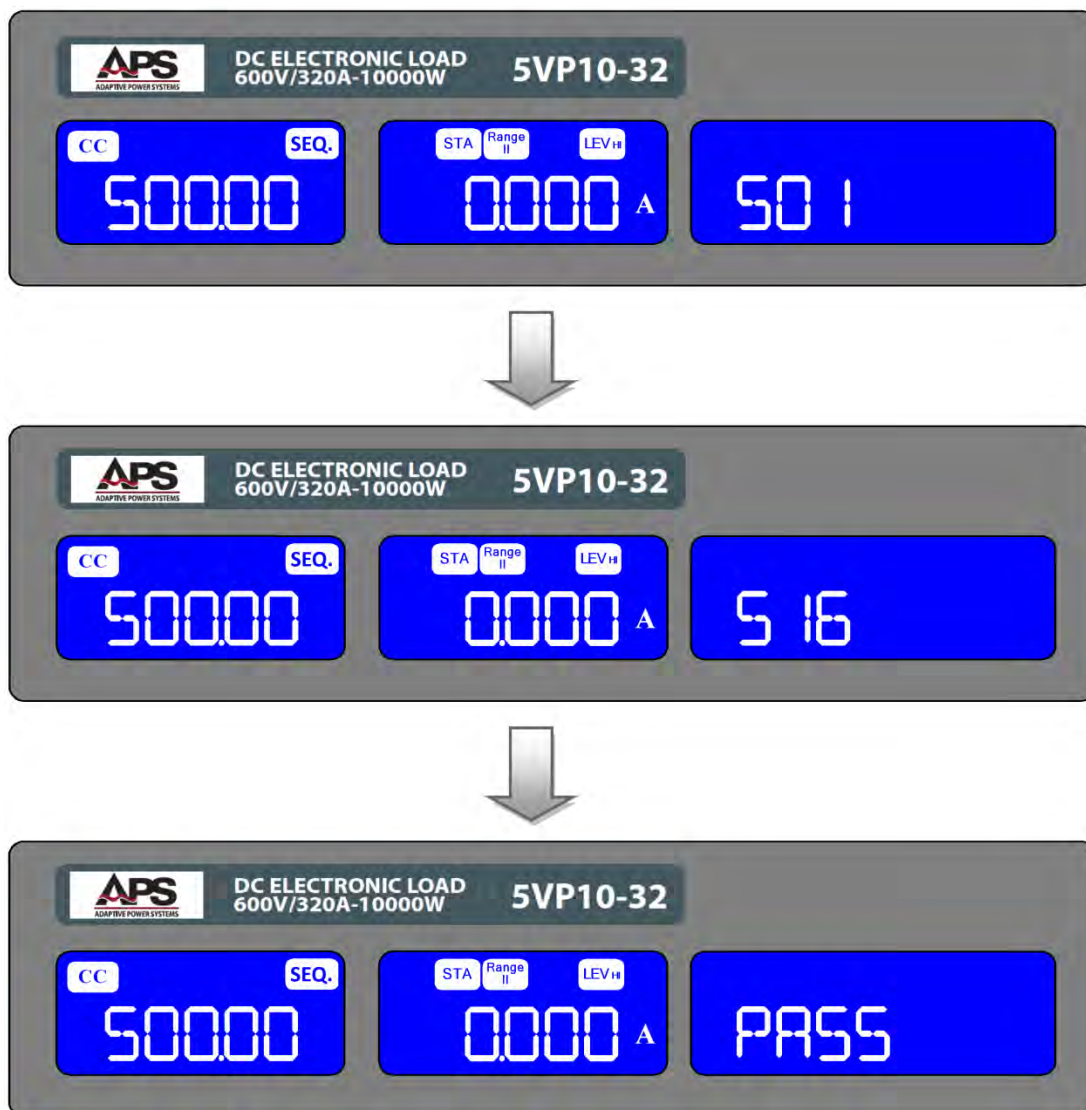 APS
ADAPTIVE POWER SYSTEMS
DC ELECTRONIC LOAD
600V/320A-10000W
5VP10-32
CC
SEQ.
500.00
STA
Range
II
LEV HI
0.000 A
S01
APS
ADAPTIVE POWER SYSTEMS
DC ELECTRONIC LOAD
600V/320A-10000W
5VP10-32
CC
SEQ.
500.00
STA
Range
II
LEV HI
0.000 A
S16
APS
ADAPTIVE POWER SYSTEMS
DC ELECTRONIC LOAD
600V/320A-10000W
5VP10-32
CC
SEQ.
500.00
STA
Range
II
LEV HI
0.000 A
PASS